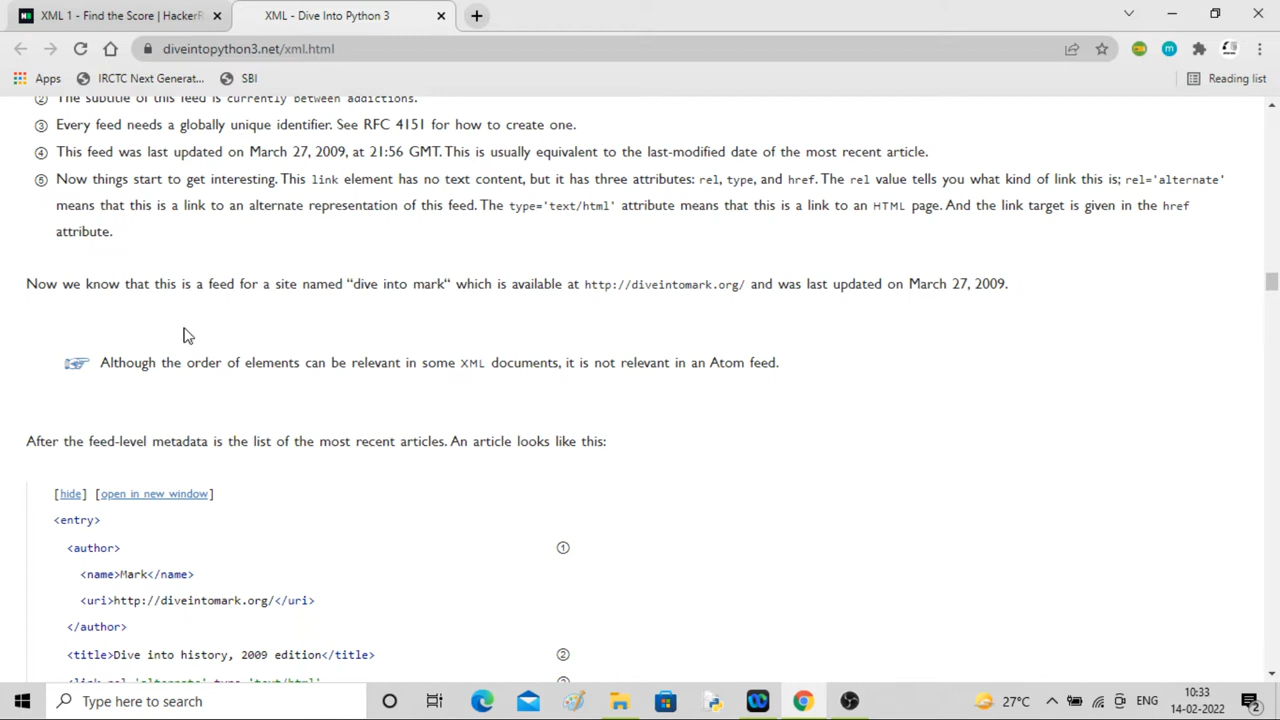 XML 1 - Find the Score | HackerR
XML - Dive Into Python 3
diveintopython3.net/xml.html
Apps
IRCTC Next Generat...
SBI
Reading list
② The subtitle of this feed is currently between addictions.
③ Every feed needs a globally unique identifier. See RFC 4151 for how to create one.
④ This feed was last updated on March 27, 2009, at 21:56 GMT. This is usually equivalent to the last-modified date of the most recent article.
⑤ Now things start to get interesting. This link element has no text content, but it has three attributes: rel, type, and href. The rel value tells you what kind of link this is; rel='alternate'
means that this is a link to an alternate representation of this feed. The type='text/html' attribute means that this is a link to an HTML page. And the link target is given in the href
attribute.
Now we know that this is a feed for a site named “dive into mark“ which is available at http://diveintomark.org/ and was last updated on March 27, 2009.
☞ Although the order of elements can be relevant in some XML documents, it is not relevant in an Atom feed.
After the feed-level metadata is the list of the most recent articles. An article looks like this:
[hide] [open in new window]
<entry>
<author> ①
<name>Mark</name>
<uri>http://diveintomark.org/</uri>
</author>
<title>Dive into history, 2009 edition</title> ②
<link rel='alternate' type='text/html'
Type here to search
27°C
ENG
10:33
14-02-2022
2